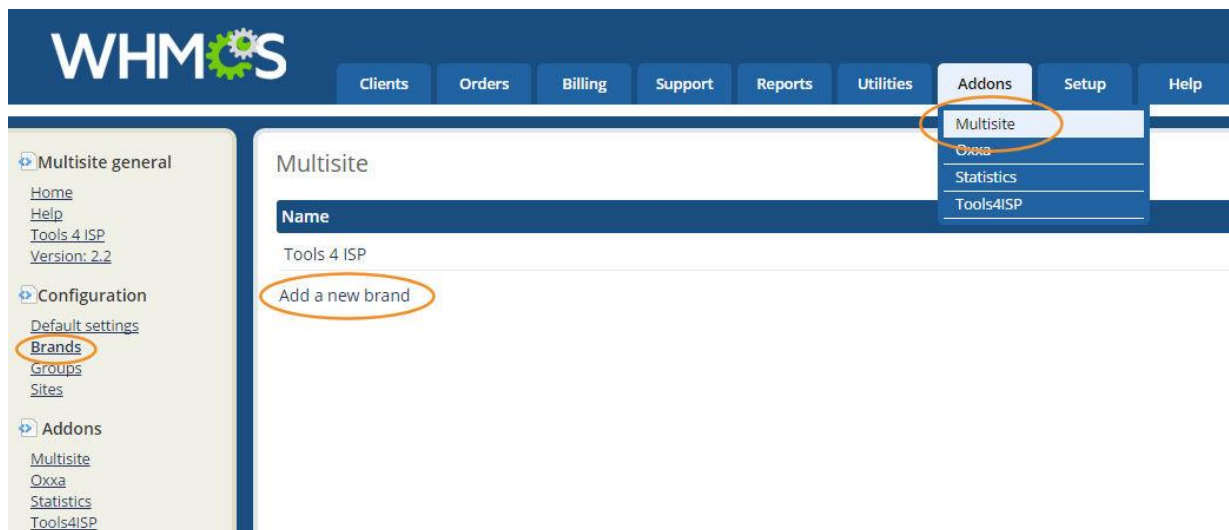 WHMCS
Clients Orders Billing Support Reports Utilities Addons Setup Help
Multisite
Oxxa
Statistics
Tools4ISP
Multisite general
Home
Help
Tools 4 ISP
Version: 2.2
Configuration
Default settings
Brands
Groups
Sites
Addons
Multisite
Oxxa
Statistics
Tools4ISP
Multisite
Name
Tools 4 ISP
Add a new brand